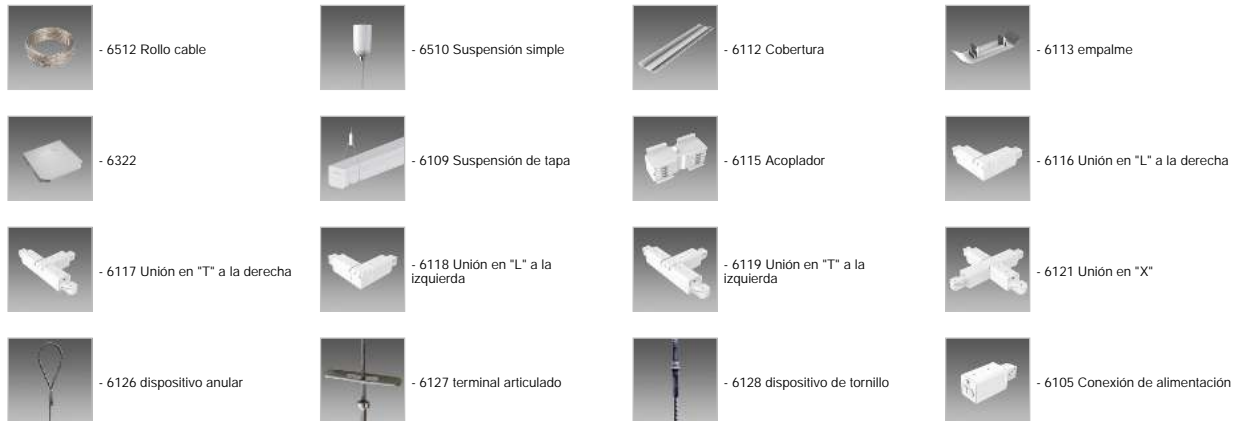 - 6512 Rollo cable
- 6510 Suspensión simple
- 6112 Cobertura
- 6113 empalme
- 6322
- 6109 Suspensión de tapa
- 6115 Acoplador
- 6116 Unión en "L" a la derecha
- 6117 Unión en "T" a la derecha
- 6118 Unión en "L" a la
izquierda
- 6119 Unión en "T" a la
izquierda
- 6121 Unión en "X"
- 6126 dispositivo anular
- 6127 terminal articulado
- 6128 dispositivo de tornillo
- 6105 Conexión de alimentación